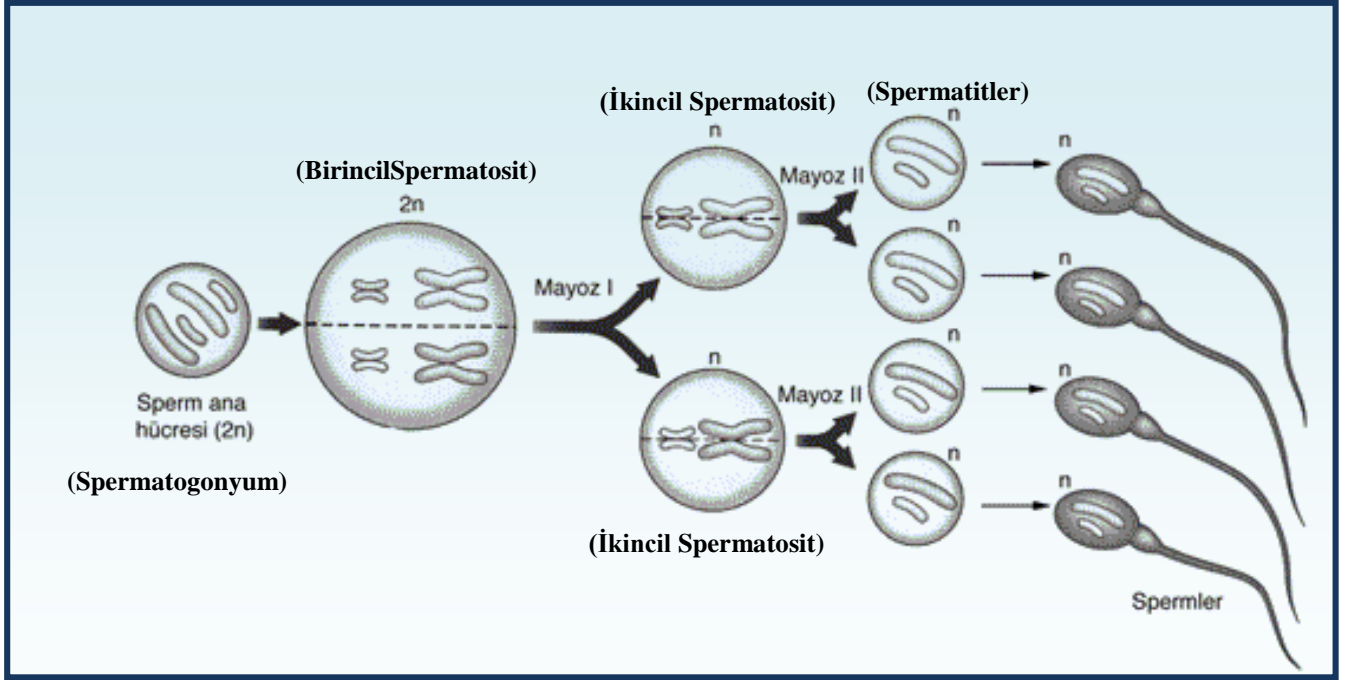 (İkincil Spermatosit)
n
(Spermatitler)
n
n
(BirincilSpermatosit)
2n
Mayoz II
n
n
Mayoz I
Sperm ana
hücresi (2n)
(Spermatogonyum)
n
Mayoz II
n
n
n
n
(İkincil Spermatosit)
Spermler